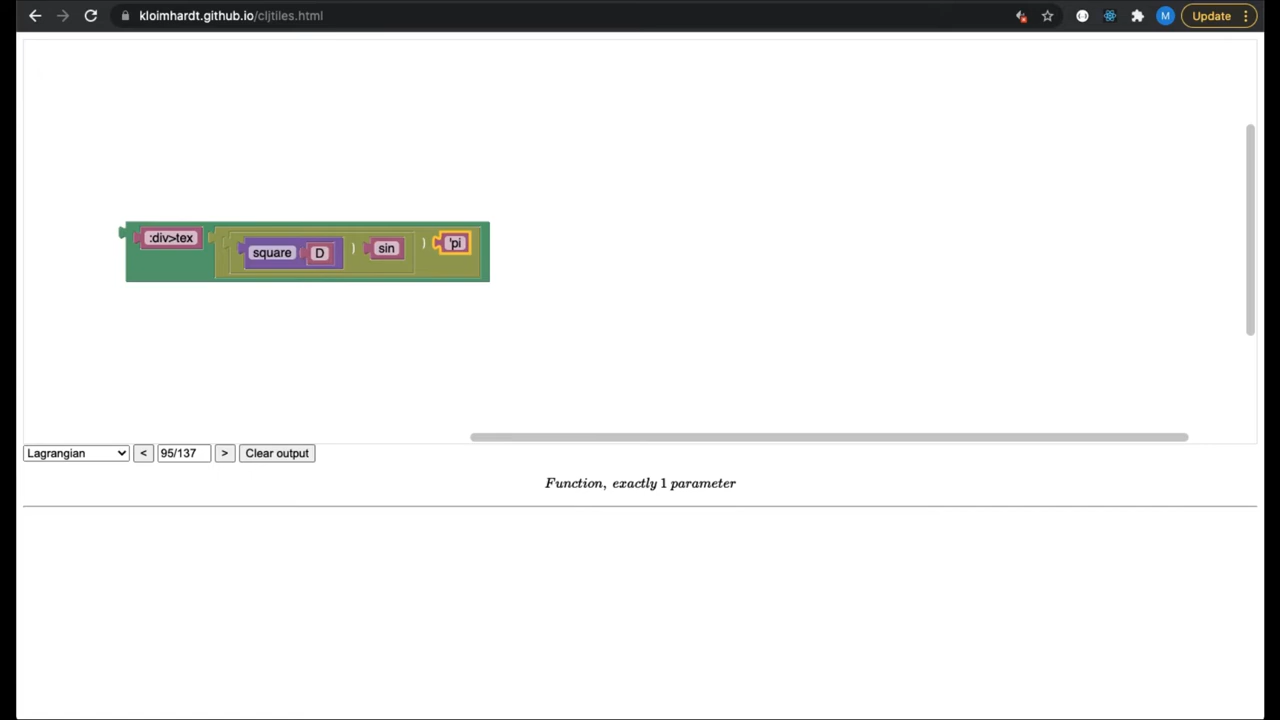 kloimhardt.github.io/cljtiles.html
M
Update
:div>tex square D ) sin ) 'pi
Lagrangian < 95/137 > Clear output
Function, exactly 1 parameter